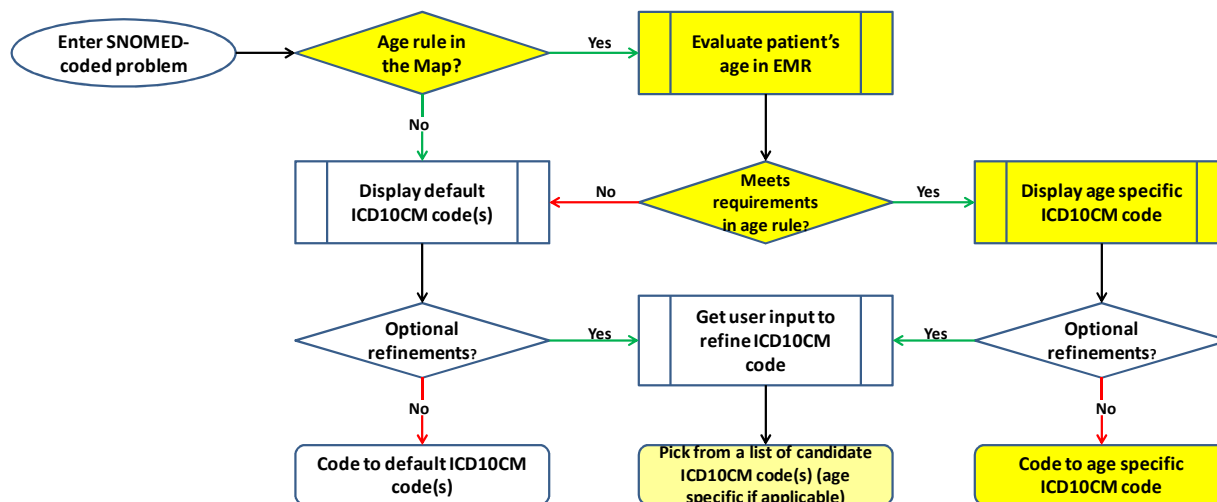 Enter SNOMED-
coded problem
Age rule in
the Map?
Yes
Evaluate patient's
age in EMR
No
Display default
ICD10CM code(s)
No
Meets
requirements
in age rule?
Yes
Display age specific
ICD10CM code
Optional
refinements?
Yes
Get user input to
refine ICD10CM
code
Yes
Optional
refinements?
No
No
Code to default ICD10CM
code(s)
Pick from a list of candidate
ICD10CM code(s) (age
specific if applicable)
Code to age specific
ICD10CM code